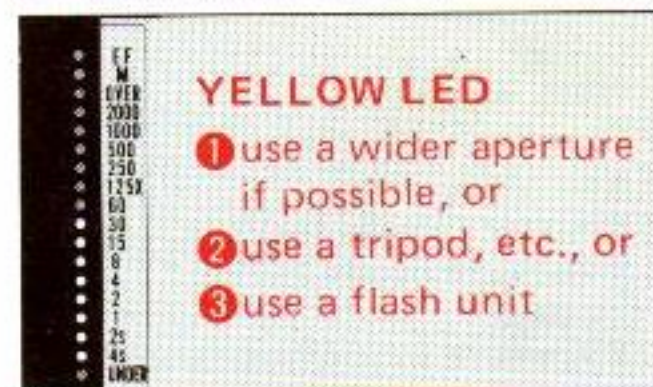 EF
M
OVER
2000
1000
500
250
125X
60
30
15
8
4
2
1
2s
4s
UNDER
YELLOW LED
1 use a wider aperture
if possible, or
2 use a tripod, etc., or
3 use a flash unit